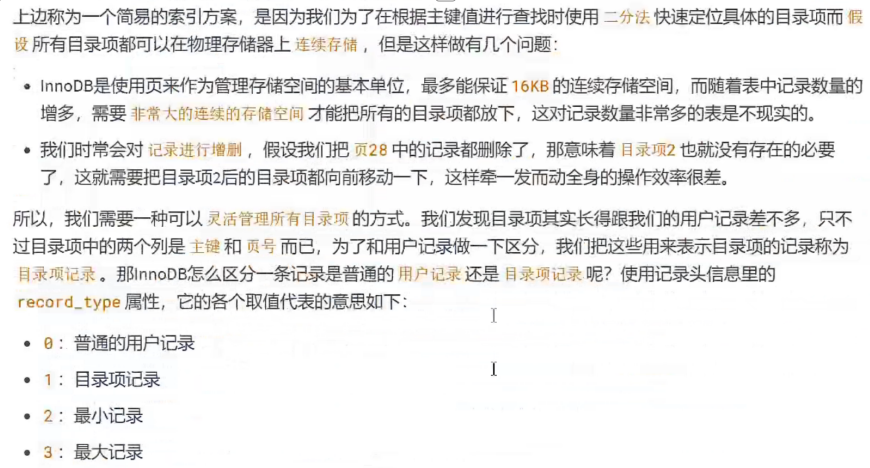 上边称为一个简易的索引方案，是因为我们为了在根据主键值进行查找时使用 二分法 快速定位具体的目录项而 假
设 所有目录项都可以在物理存储器上 连续存储 ，但是这样做有几个问题：
• InnoDB是使用页来作为管理存储空间的基本单位，最多能保证 16KB 的连续存储空间，而随着表中记录数量的
增多，需要 非常大的连续的存储空间 才能把所有的目录项都放下，这对记录数量非常多的表是不现实的。
• 我们时常会对 记录进行增删 ，假设我们把 页28 中的记录都删除了，那意味着 目录项2 也就没有存在的必要
了，这就需要把目录项2后的目录项都向前移动一下，这样牵一发而动全身的操作效率很差。
所以，我们需要一种可以 灵活管理所有目录项 的方式。我们发现目录项其实长得跟我们的用户记录差不多，只不
过目录项中的两个列是 主键 和 页号 而已，为了和用户记录做一下区分，我们把这些用来表示目录项的记录称为
目录项记录 。那InnoDB怎么区分一条记录是普通的 用户记录 还是 目录项记录 呢？使用记录头信息里的
record_type 属性，它的各个取值代表的意思如下：
• 0 ：普通的用户记录
• 1 ：目录项记录
• 2 ：最小记录
• 3 ：最大记录